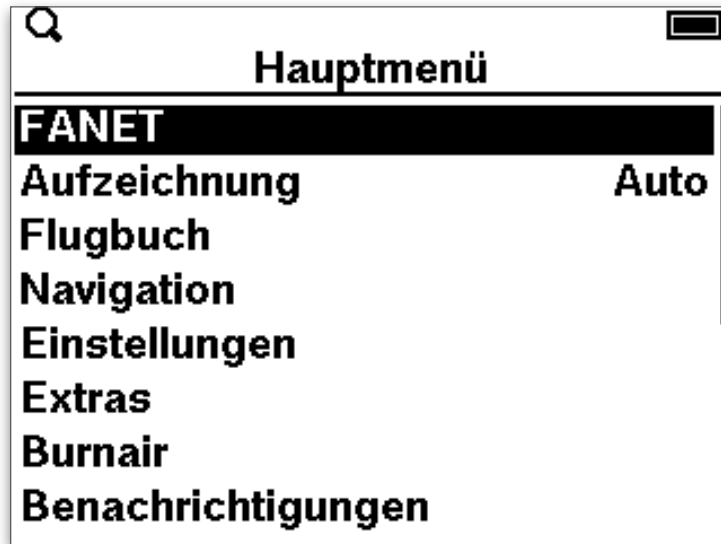 Hauptmenü
FANET
Aufzeichnung Auto
Flugbuch
Navigation
Einstellungen
Extras
Burnair
Benachrichtigungen